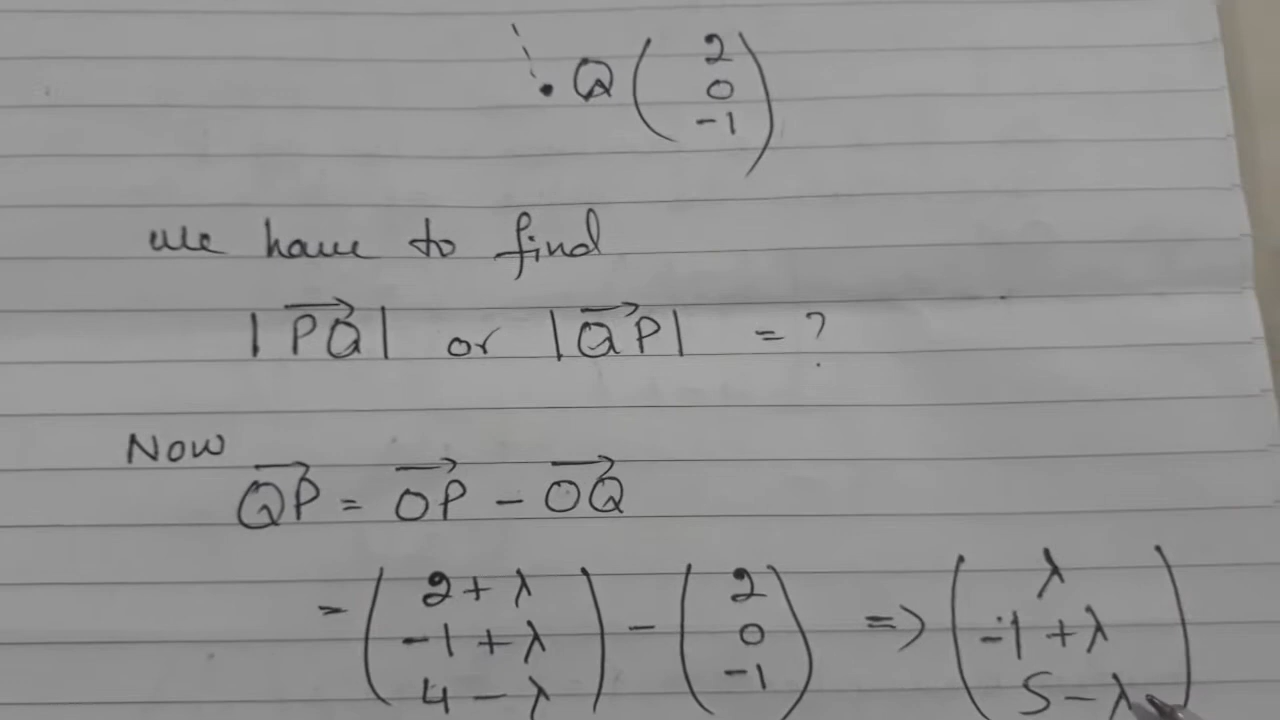 . Q ( 2 0 -1 )
we have to find
|PQ⃗| or |QP⃗| = ?
Now
QP⃗ = OP⃗ - OQ⃗
= ( 2 + λ -1 + λ 4 - λ ) - ( 2 0 -1 ) => ( λ -1 + λ 5 - λ )